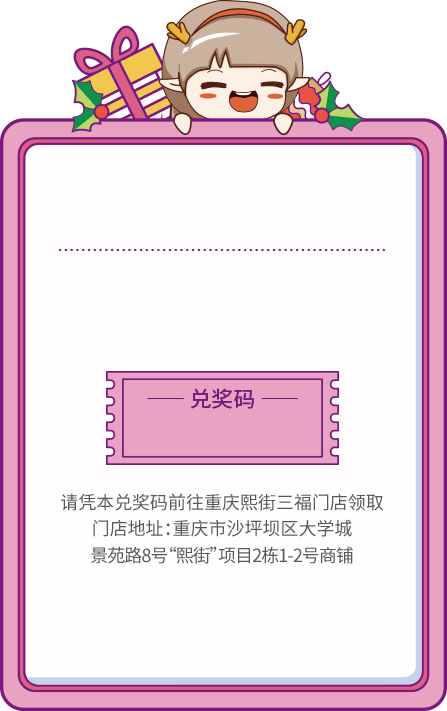 兑奖码
请凭本兑奖码前往重庆熙街三福门店领取
门店地址：重庆市沙坪坝区大学城
景苑路8号“熙街”项目2栋1-2号商铺